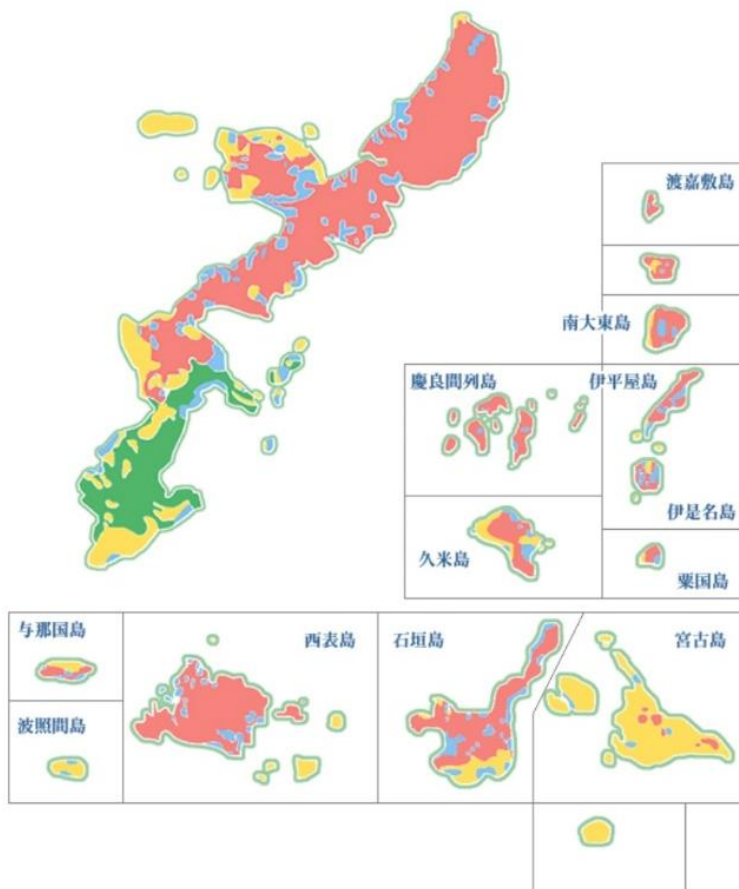 渡嘉敷島
南大東島
慶良間列島
伊平屋島
伊是名島
久米島
粟国島
与那国島
西表島
石垣島
宮古島
波照間島